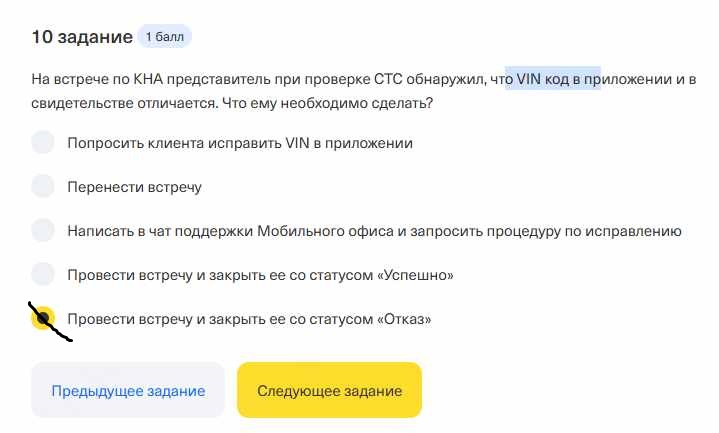 10 задание 1 балл
На встрече по КНА представитель при проверке СТС обнаружил, что VIN код в приложении и в
свидетельстве отличается. Что ему необходимо сделать?
Попросить клиента исправить VIN в приложении
Перенести встречу
Написать в чат поддержки Мобильного офиса и запросить процедуру по исправлению
Провести встречу и закрыть ее со статусом «Успешно»
Провести встречу и закрыть ее со статусом «Отказ»
Предыдущее задание Следующее задание